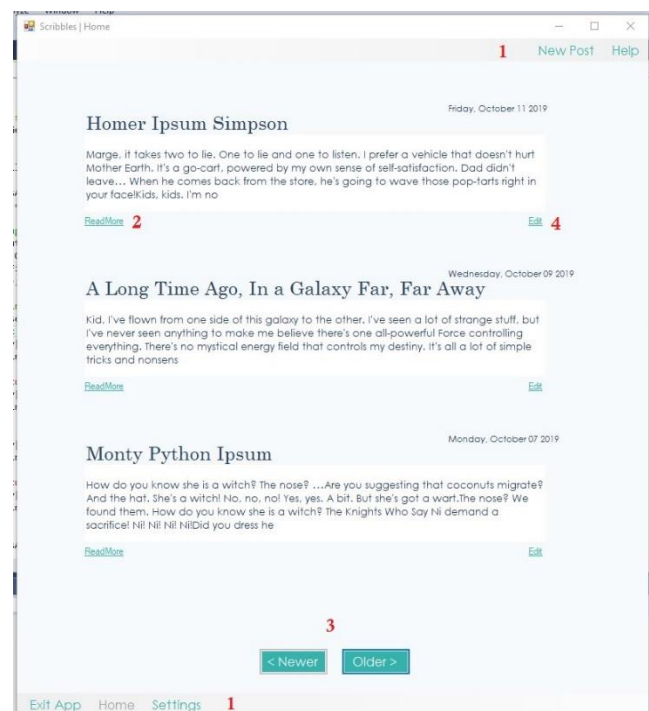 Window Help
Scribbles | Home
1 New Post Help
Friday, October 11 2019
Homer Ipsum Simpson
Marge, it takes two to lie. One to lie and one to listen. I prefer a vehicle that doesn't hurt
Mother Earth. It's a go-cart, powered by my own sense of self-satisfaction. Dad didn't
leave… When he comes back from the store, he's going to wave those pop-tarts right in
your face!Kids, kids. I'm no
ReadMore 2 Edit 4
Wednesday, October 09 2019
A Long Time Ago, In a Galaxy Far, Far Away
Kid, I've flown from one side of this galaxy to the other. I've seen a lot of strange stuff, but
I've never seen anything to make me believe there's one all-powerful Force controlling
everything. There's no mystical energy field that controls my destiny. It's all a lot of simple
tricks and nonsens
ReadMore Edit
Monday, October 07 2019
Monty Python Ipsum
How do you know she is a witch? The nose? …Are you suggesting that coconuts migrate?
And the hat. She's a witch! No, no, no! Yes, yes. A bit. But she's got a wart.The nose? We
found them. How do you know she is a witch? The Knights Who Say Ni demand a
sacrifice! Ni! Ni! Ni! Ni!Did you dress he
ReadMore Edit
3
< Newer Older >
Exit App Home Settings 1